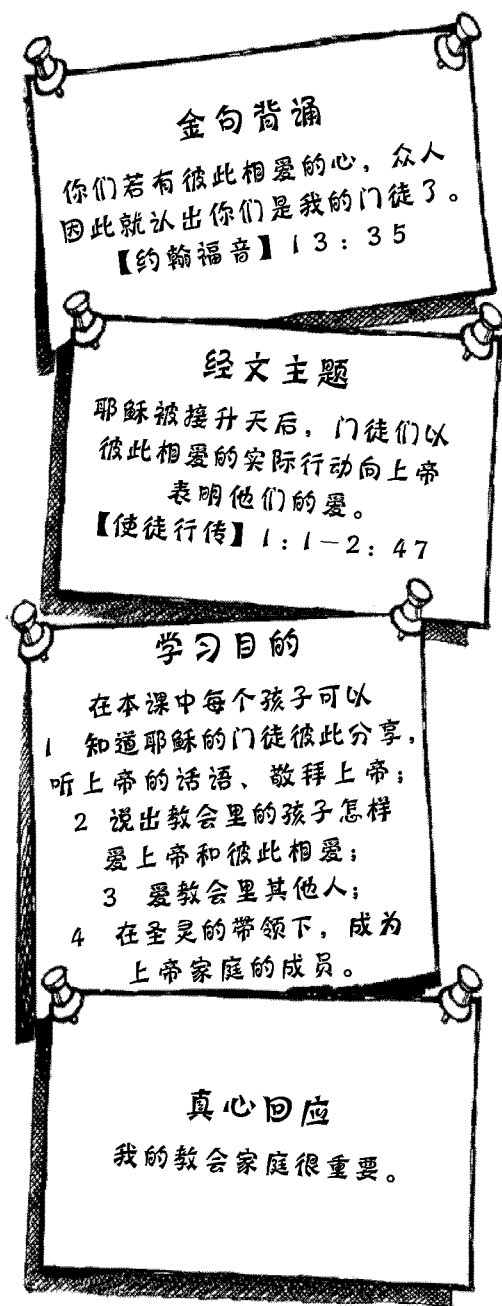 金句背诵
你们若有彼此相爱的心，众人
因此就认出你们是我的门徒了。
【约翰福音】13：35
经文主题
耶稣被接升天后，门徒们以
彼此相爱的实际行动向上帝
表明他们的爱。
【使徒行传】1：1－2：47
学习目的
在本课中每个孩子可以
1 知道耶稣的门徒彼此分享，
听上帝的话语、敬拜上帝；
2 说出教会里的孩子怎样
爱上帝和彼此相爱；
3 爱教会里其他人；
4 在圣灵的带领下，成为
上帝家庭的成员。
真心回应
我的教会家庭很重要。